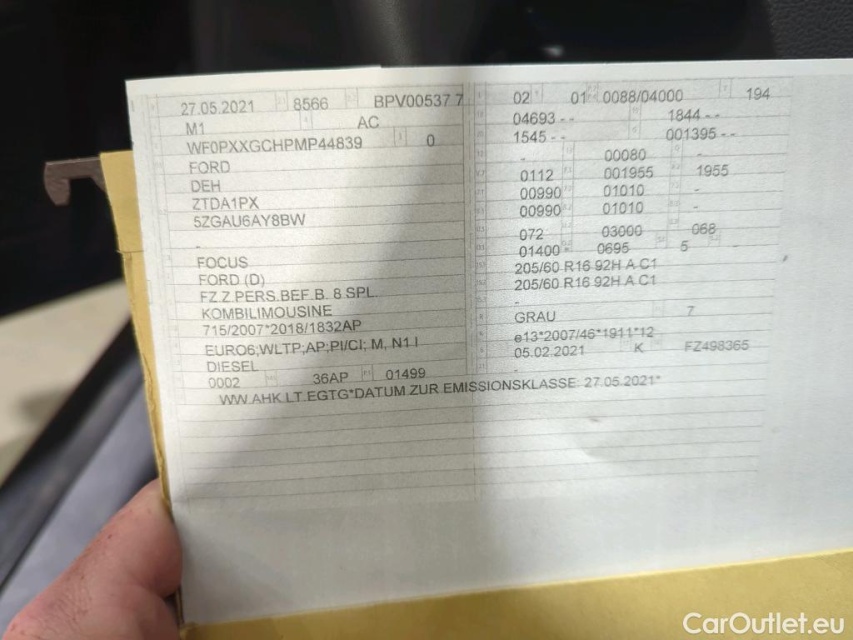 27.05.2021 8566 BPV00537 7
M1 AC
WF0PXXGCHPMP44839 0
FORD
DEH
ZTDA1PX
5ZGAU6AY8BW
-
FOCUS
FORD (D)
FZ.Z.PERS.BEF.B. 8 SPL
KOMBILIMOUSINE
715/2007*2018/1832AP
EURO6;WLTP;AP;PI/CI; M, N1 I
DIESEL
0002 36AP 01499
WW.AHK LT.EGTG*DATUM ZUR EMISSIONSKLASSE: 27.05.2021*
02 01 0088/04000 194
04693 - - 1844 - -
1545 - - 001395 - -
- 00080 -
0112 001955 1955
00990 01010 -
00990 01010 -
072 03000 068
01400 0695 5
205/60 R16 92H A C1
205/60 R16 92H A C1
-
GRAU 7
e13*2007/46*1911*12
05.02.2021 K FZ498365
CarOutlet.eu